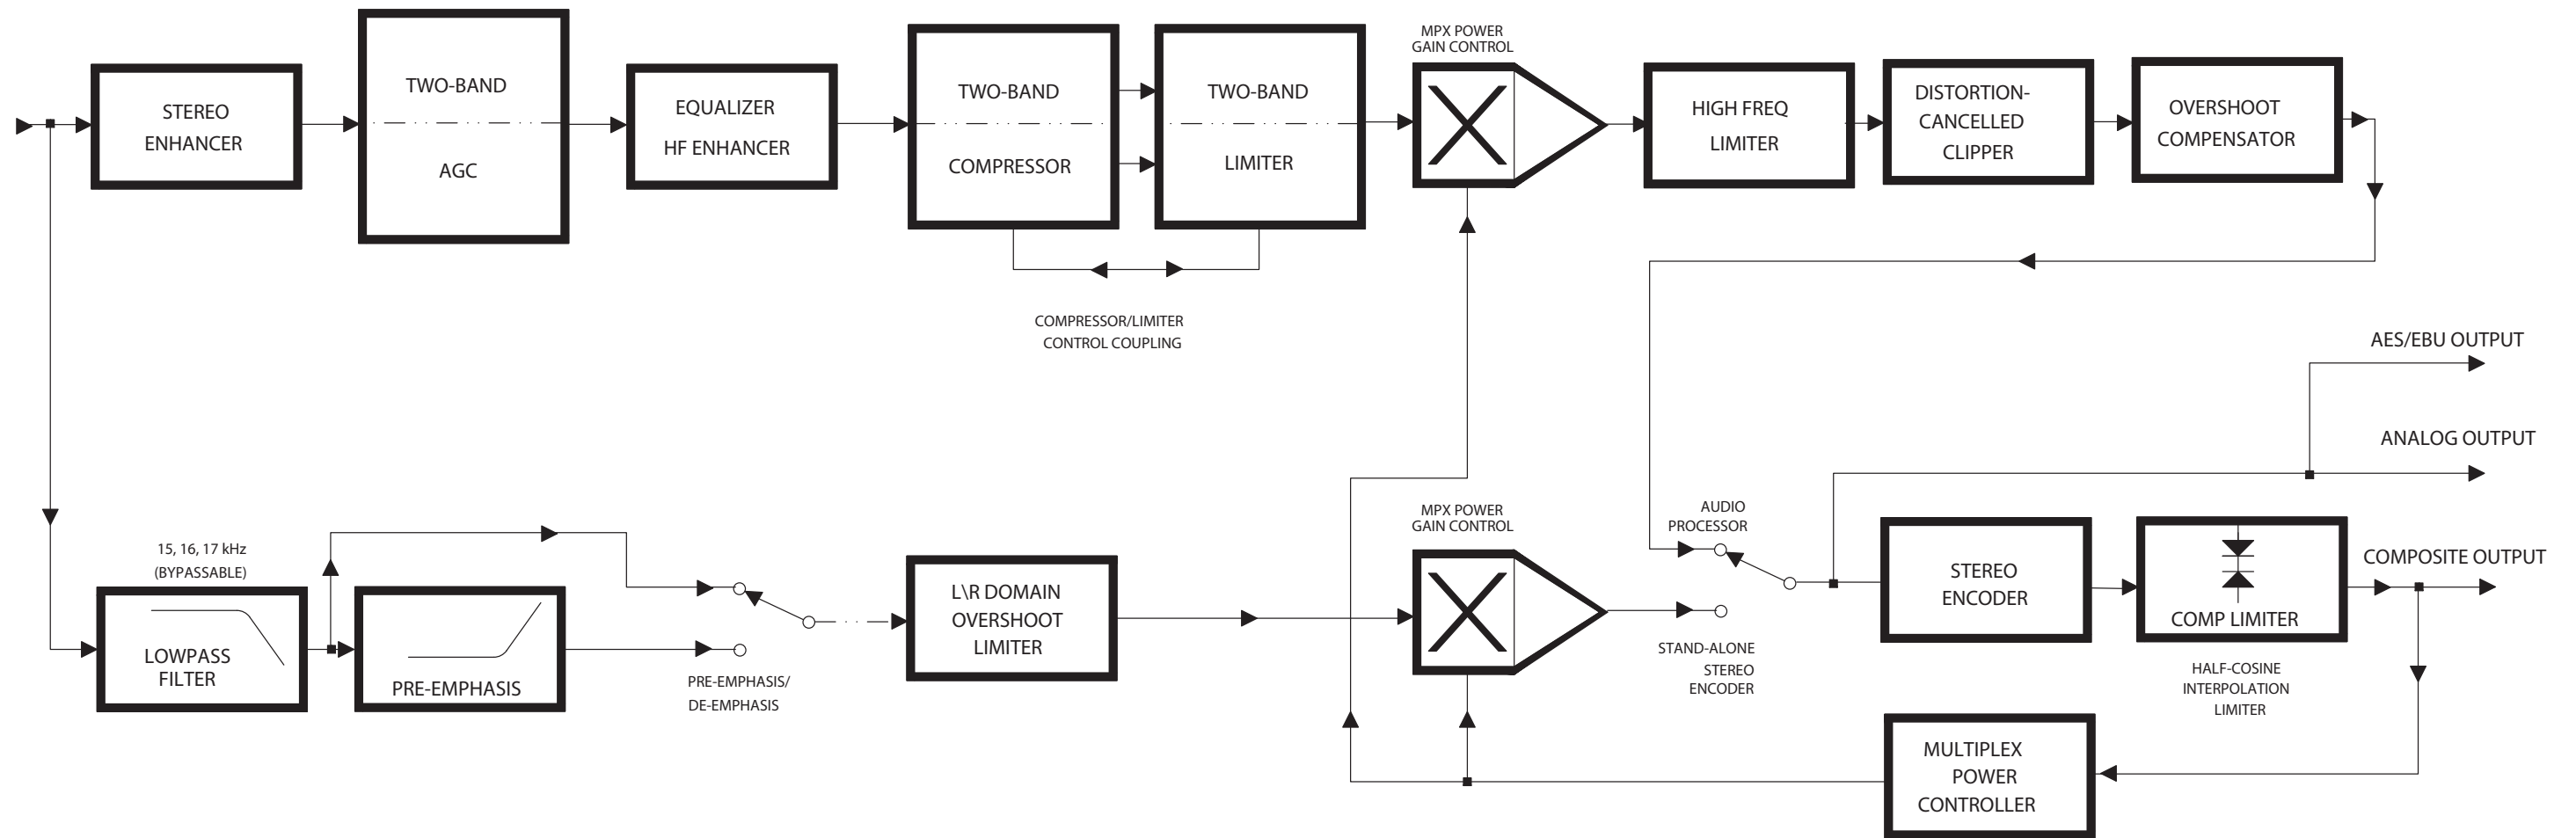 STEREO
ENHANCER
TWO-BAND
AGC
EQUALIZER
HF ENHANCER
TWO-BAND
COMPRESSOR
TWO-BAND
LIMITER
COMPRESSOR/LIMITER
CONTROL COUPLING
MPX POWER
GAIN CONTROL
HIGH FREQ
LIMITER
DISTORTION-
CANCELLED
CLIPPER
OVERSHOOT
COMPENSATOR
AES/EBU OUTPUT
ANALOG OUTPUT
15, 16, 17 kHz
(BYPASSABLE)
LOWPASS
FILTER
PRE-EMPHASIS
PRE-EMPHASIS/
DE-EMPHASIS
L\R DOMAIN
OVERSHOOT
LIMITER
MPX POWER
GAIN CONTROL
AUDIO
PROCESSOR
STAND-ALONE
STEREO
ENCODER
STEREO
ENCODER
COMP LIMITER
HALF-COSINE
INTERPOLATION
LIMITER
COMPOSITE OUTPUT
MULTIPLEX
POWER
CONTROLLER